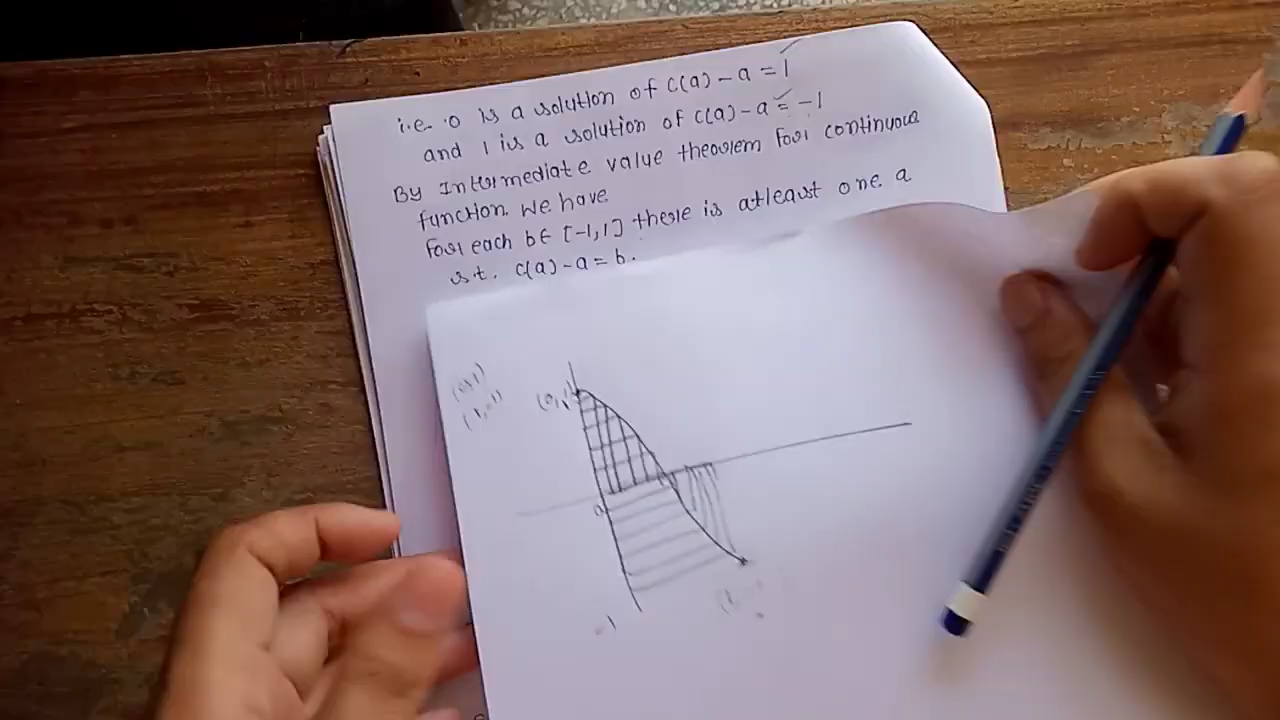 i.e. 0 is a solution of c(a) - a = 1
and 1 is a solution of c(a) - a = -1
By Intermediate value theorem for continuous
function. we have
for each b ∈ [-1,1] there is atleast one a
s.t. c(a) - a = b.
(0,1)
-1